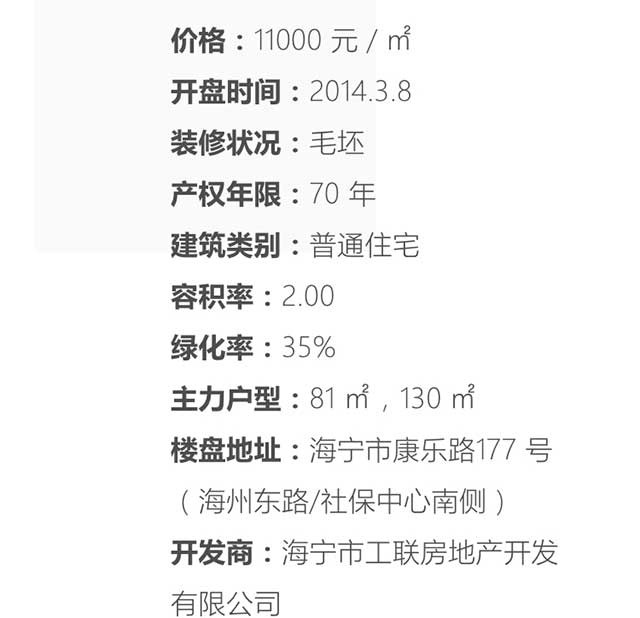 价格：11000 元 / ㎡
开盘时间：2014.3.8
装修状况：毛坯
产权年限：70 年
建筑类别：普通住宅
容积率：2.00
绿化率：35%
主力户型：81 ㎡，130 ㎡
楼盘地址：海宁市康乐路177 号
（海州东路/社保中心南侧）
开发商：海宁市工联房地产开发
有限公司